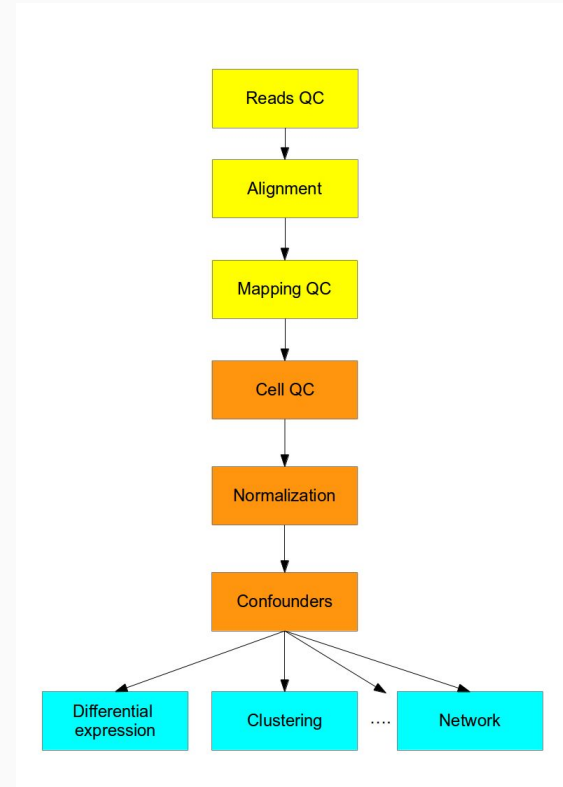 Reads QC
Alignment
Mapping QC
Cell QC
Normalization
Confounders
Differential
expression
Clustering
....
Network